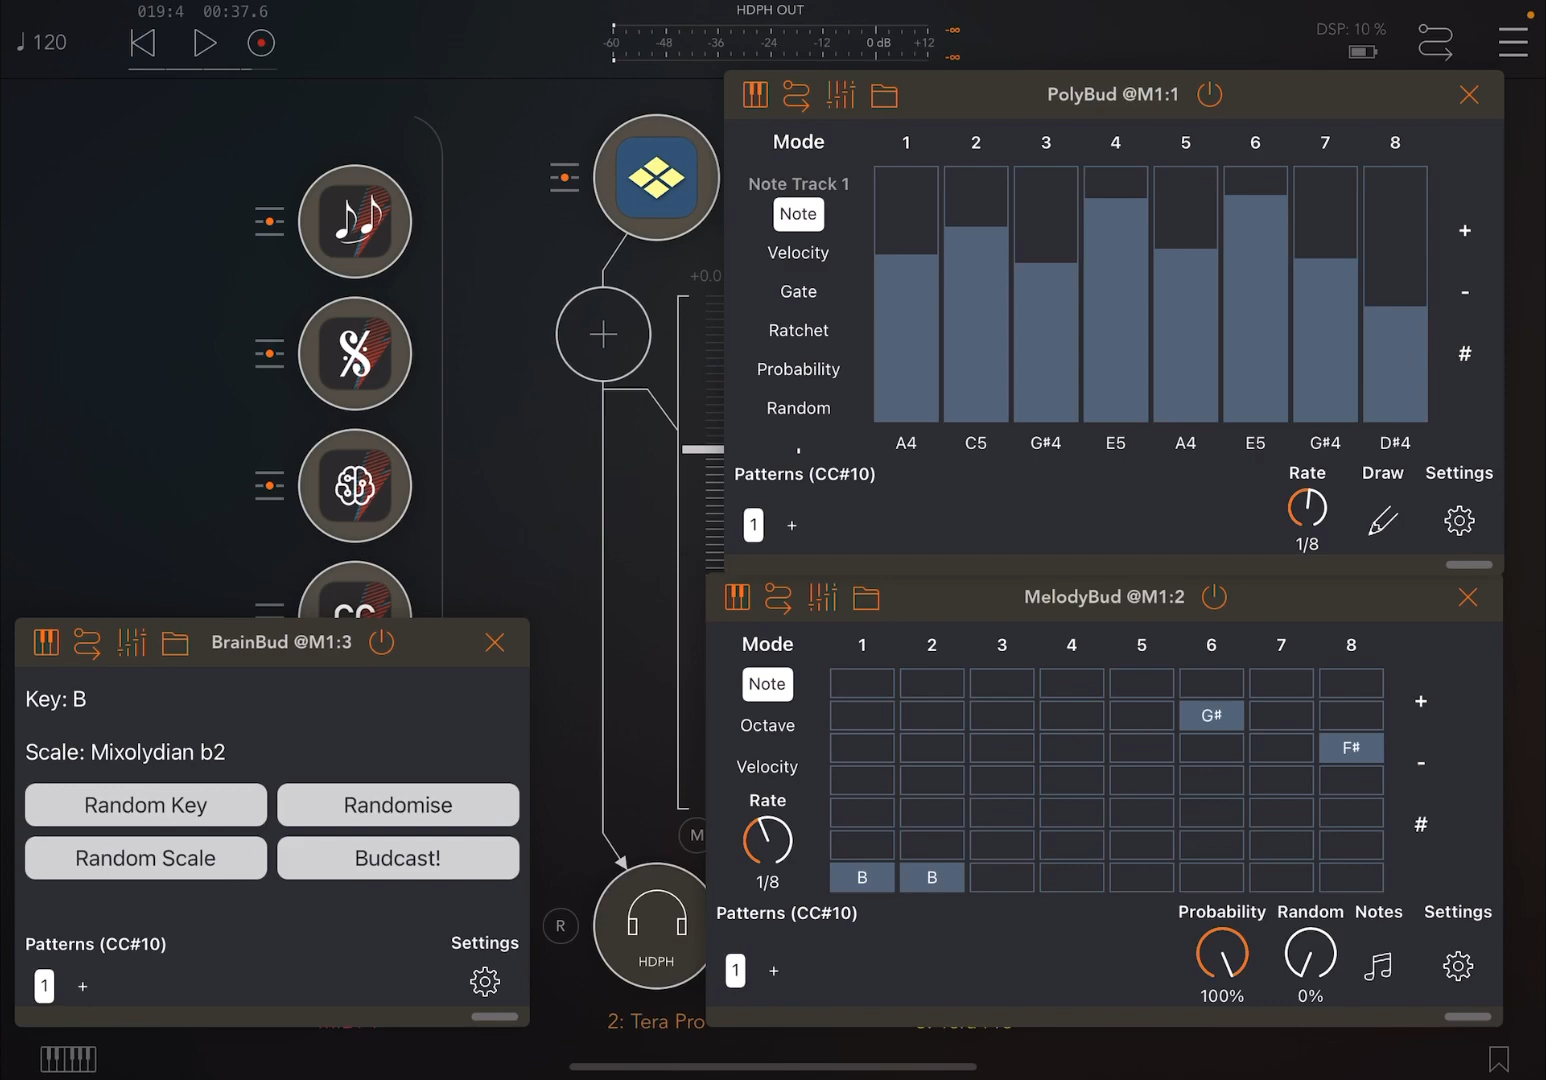 019:4 00:37.6
120
HDPH OUT
-60 -48 -36 -24 -12 0 dB +12
-∞
-∞
DSP: 10 %
PolyBud @M1:1
Mode 1 2 3 4 5 6 7 8
Note Track 1
Note
Velocity
Gate
Ratchet
Probability
Random
+
-
#
A4 C5 G#4 E5 A4 E5 G#4 D#4
Patterns (CC#10)
1 +
Rate Draw Settings
1/8
+0.0
CC
M
R
HDPH
2: Tera Pro
BrainBud @M1:3
Key: B
Scale: Mixolydian b2
Random Key Randomise
Random Scale Budcast!
Patterns (CC#10) Settings
1 +
MelodyBud @M1:2
Mode 1 2 3 4 5 6 7 8
Note
Octave
Velocity
Rate
1/8
G#
F#
B B
+
-
#
Patterns (CC#10)
1 +
Probability Random Notes Settings
100% 0%